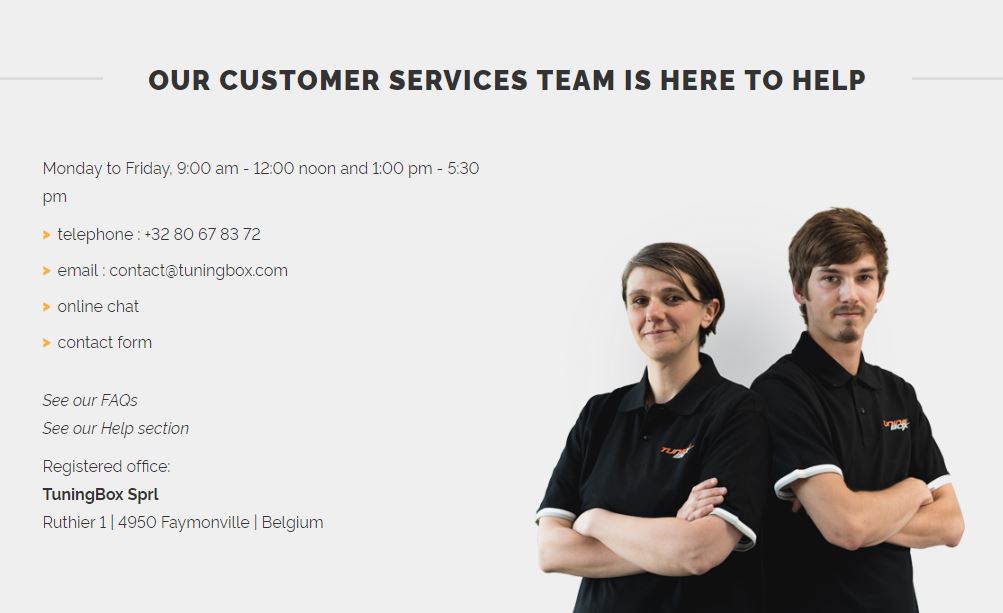 OUR CUSTOMER SERVICES TEAM IS HERE TO HELP
Monday to Friday, 9:00 am - 12:00 noon and 1:00 pm - 5:30
pm
> telephone : +32 80 67 83 72
> email : contact@tuningbox.com
> online chat
> contact form
See our FAQs
See our Help section
Registered office:
TuningBox Sprl
Ruthier 1 | 4950 Faymonville | Belgium